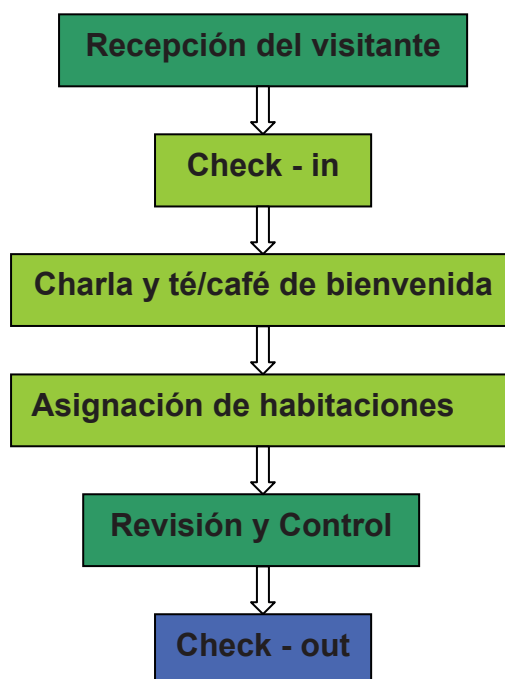 Recepción del visitante
Check - in
Charla y té/café de bienvenida
Asignación de habitaciones
Revisión y Control
Check - out